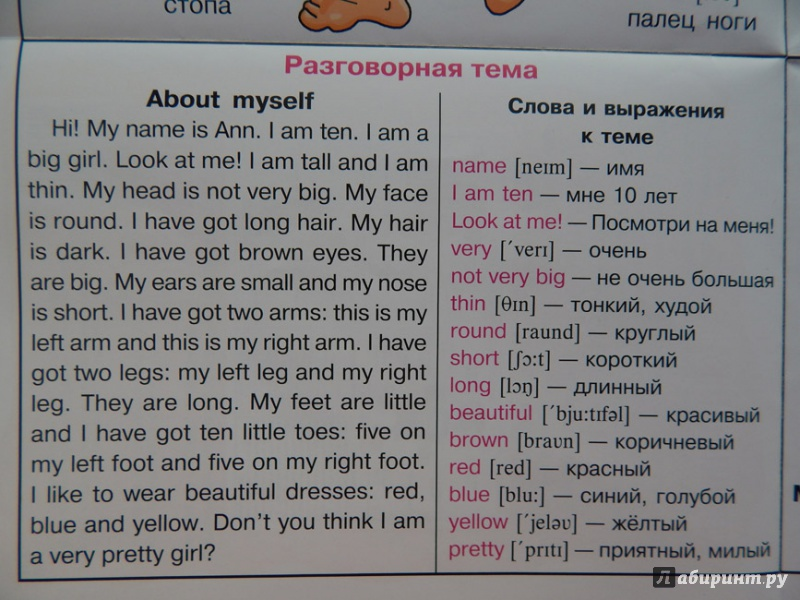 стопа
палец ноги
Разговорная тема
About myself
Hi! My name is Ann. I am ten. I am a
big girl. Look at me! I am tall and I am
thin. My head is not very big. My face
is round. I have got long hair. My hair
is dark. I have got brown eyes. They
are big. My ears are small and my nose
is short. I have got two arms: this is my
left arm and this is my right arm. I have
got two legs: my left leg and my right
leg. They are long. My feet are little
and I have got ten little toes: five on
my left foot and five on my right foot.
I like to wear beautiful dresses: red,
blue and yellow. Don't you think I am
a very pretty girl?
Слова и выражения
к теме
name [neɪm] — имя
I am ten — мне 10 лет
Look at me! — Посмотри на меня!
very [ˊverɪ] — очень
not very big — не очень большая
thin [θɪn] — тонкий, худой
round [raund] — круглый
short [ʃɔ:t] — короткий
long [lɔŋ] — длинный
beautiful [ˊbju:tɪfəl] — красивый
brown [braʊn] — коричневый
red [red] — красный
blue [blu:] — синий, голубой
yellow [ˊjeləʊ] — жёлтый
pretty [ˊprɪtɪ] — приятный, милый
Лабиринт.ру